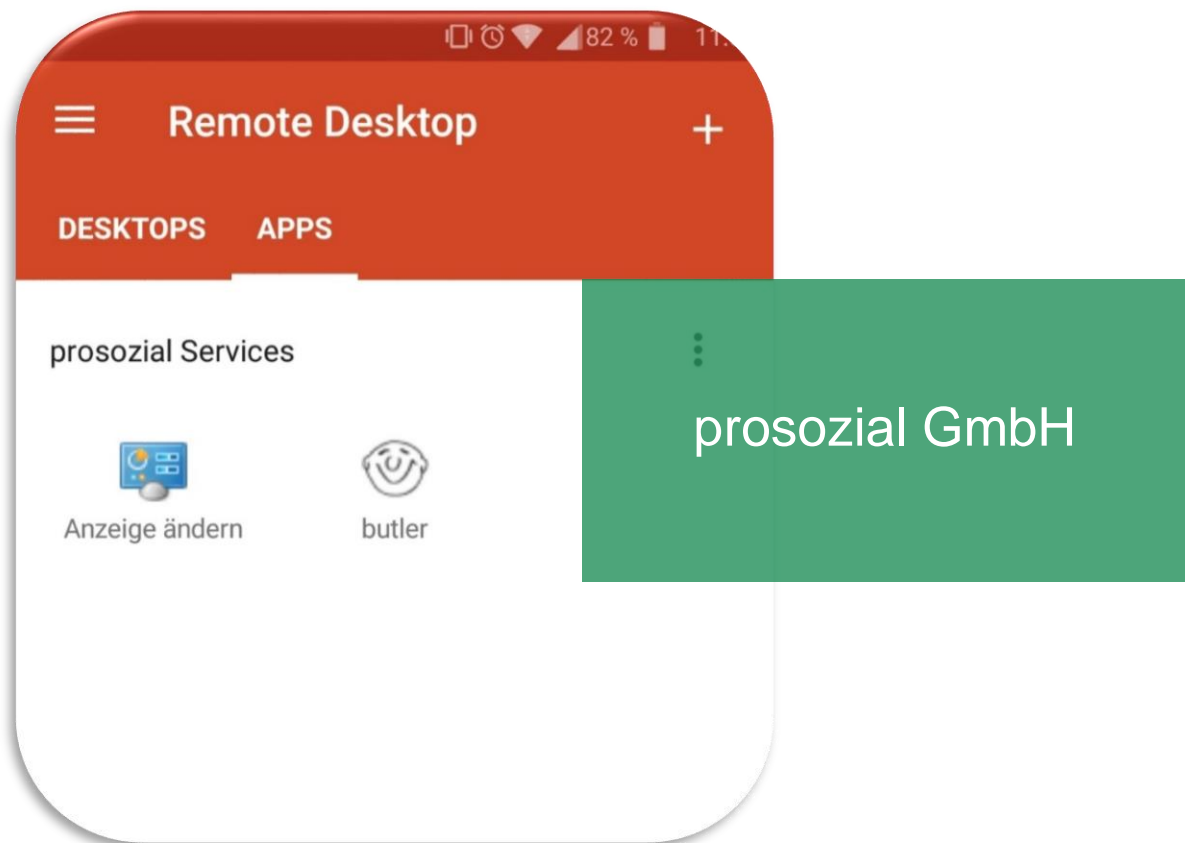 82 %
Remote Desktop
DESKTOPS APPS
prosozial Services
prosozial GmbH
Anzeige ändern butler